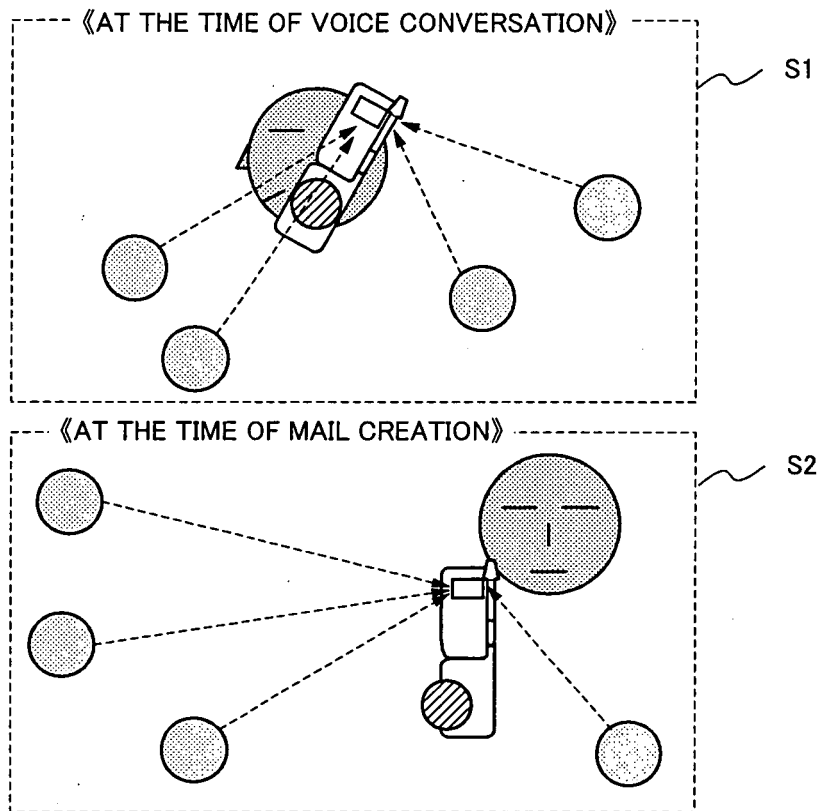 《AT THE TIME OF VOICE CONVERSATION》
S1
《AT THE TIME OF MAIL CREATION》
S2